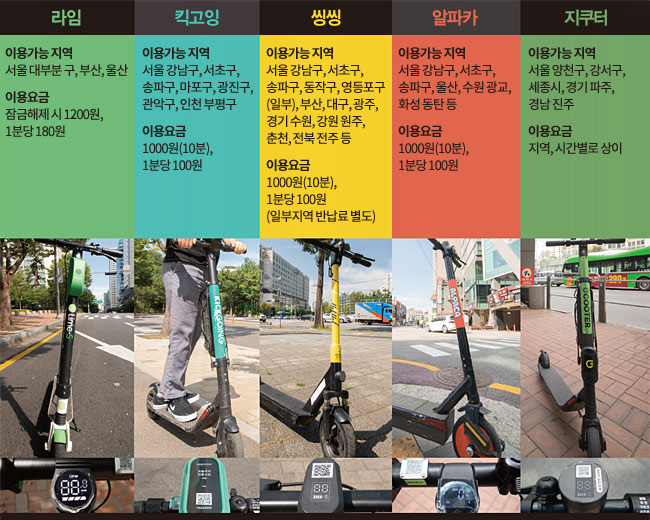 라임
이용가능 지역
서울 대부분 구, 부산, 울산
이용요금
잠금해제 시 1200원,
1분당 180원
킥고잉
이용가능 지역
서울 강남구, 서초구,
송파구, 마포구, 광진구,
관악구, 인천 부평구
이용요금
1000원(10분),
1분당 100원
씽씽
이용가능 지역
서울 강남구, 서초구,
송파구, 동작구, 영등포구
(일부), 부산, 대구, 광주,
경기 수원, 강원 원주,
춘천, 전북 전주 등
이용요금
1000원(10분),
1분당 100원
(일부지역 반납료 별도)
알파카
이용가능 지역
서울 강남구, 서초구,
송파구, 울산, 수원 광교,
화성 동탄 등
이용요금
1000원(10분),
1분당 100원
지쿠터
이용가능 지역
서울 양천구, 강서구,
세종시, 경기 파주,
경남 진주
이용요금
지역, 시간별로 상이
lime-S
KICKGOING
GCOOTER
G